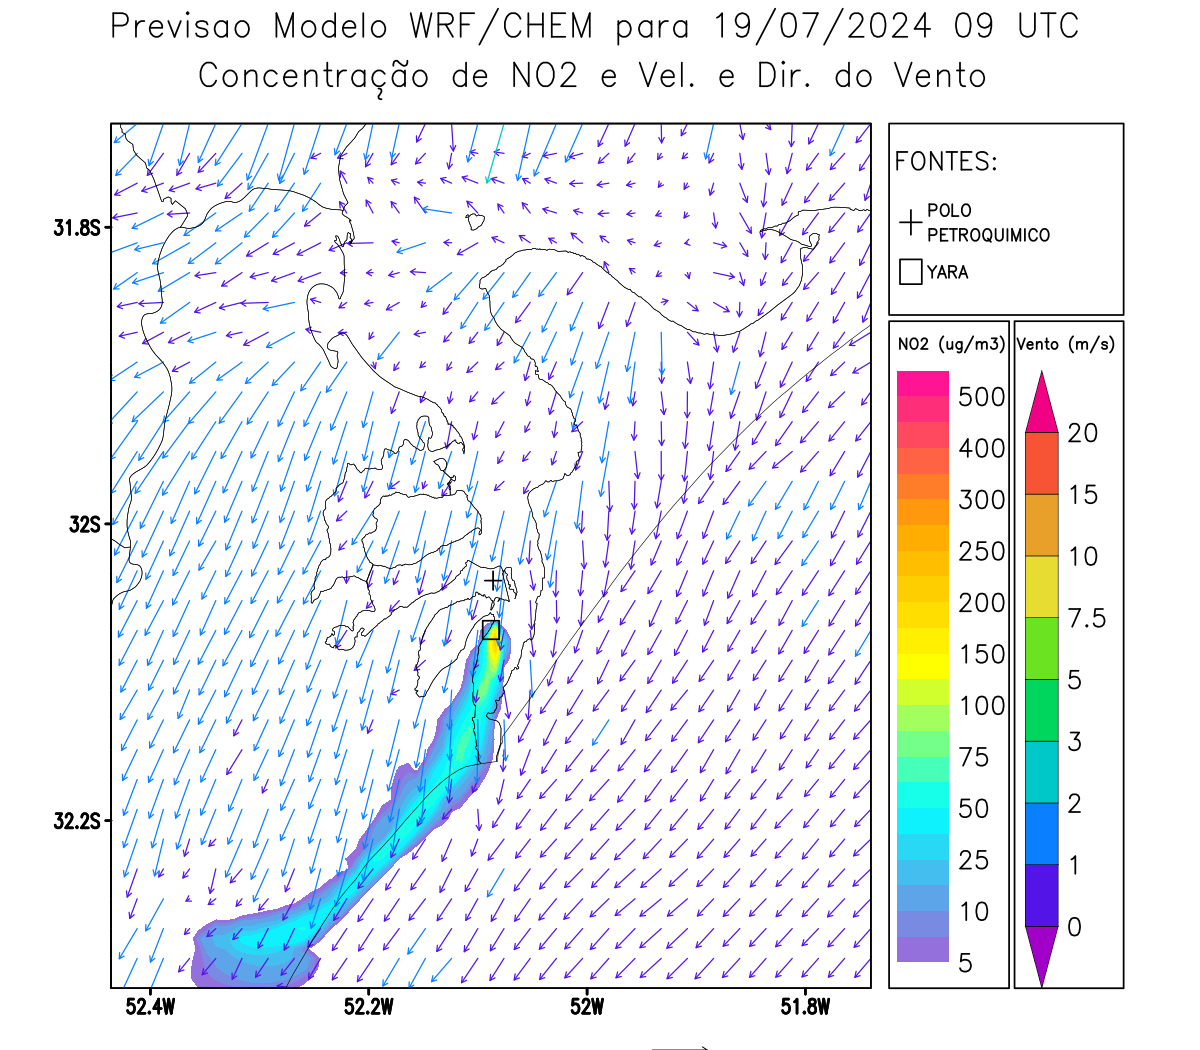 Previsao Modelo WRF/CHEM para 19/07/2024 09 UTC
Concentração de NO2 e Vel. e Dir. do Vento
FONTES:
POLO
PETROQUIMICO
YARA
31.8S
32S
32.2S
52.4W
52.2W
52W
51.8W
NO2 (ug/m3)
500
400
300
250
200
150
100
75
50
25
10
5
Vento (m/s)
20
15
10
7.5
5
3
2
1
0